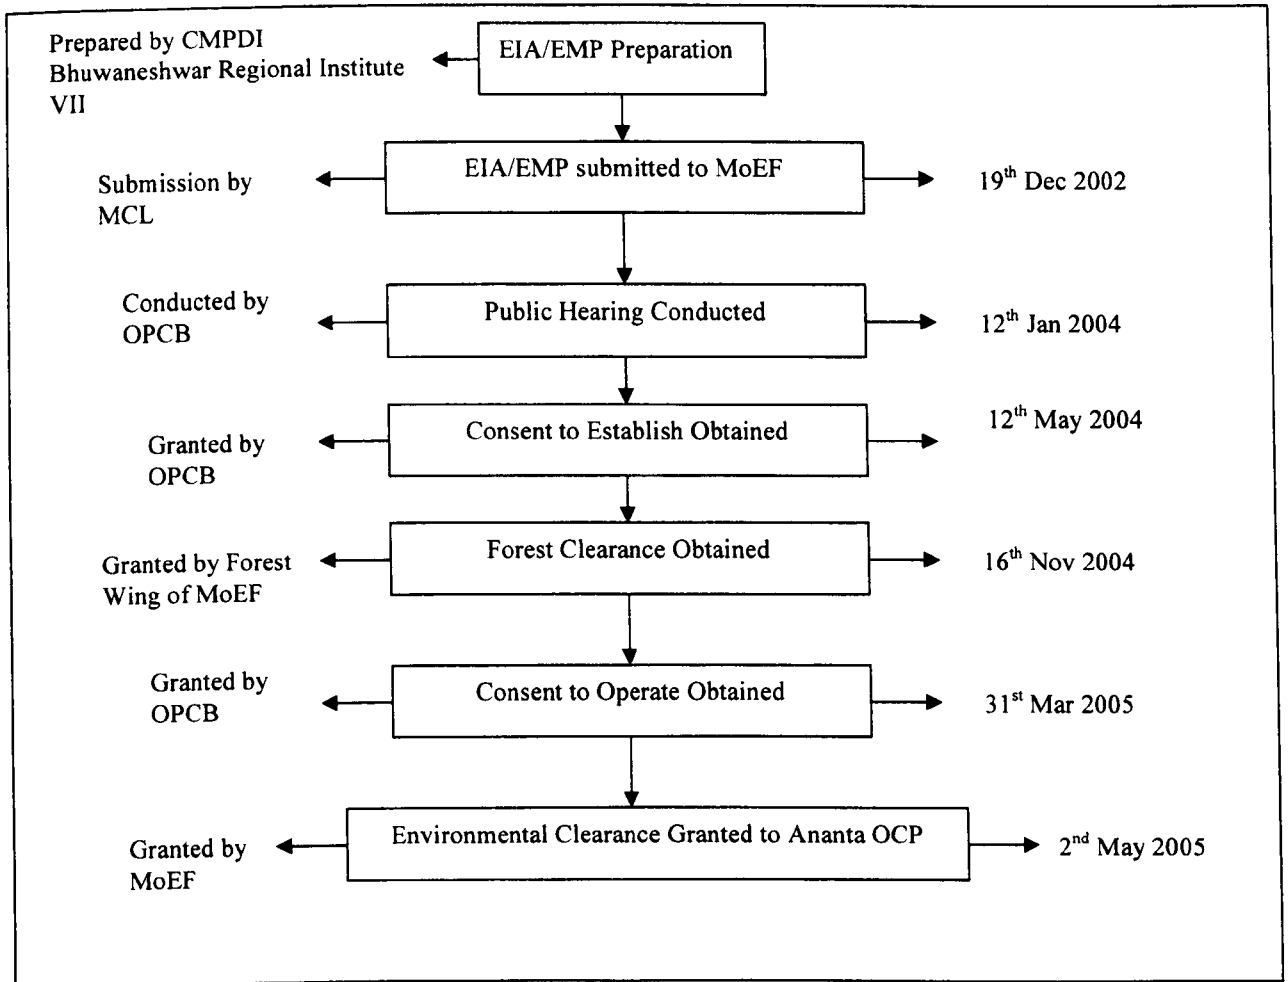 Prepared by CMPDI
Bhuwaneshwar Regional Institute
VII
EIA/EMP Preparation
Submission by
MCL
EIA/EMP submitted to MoEF
19th Dec 2002
Conducted by
OPCB
Public Hearing Conducted
12th Jan 2004
Granted by
OPCB
Consent to Establish Obtained
12th May 2004
Granted by Forest
Wing of MoEF
Forest Clearance Obtained
16th Nov 2004
Granted by
OPCB
Consent to Operate Obtained
31st Mar 2005
Granted by
MoEF
Environmental Clearance Granted to Ananta OCP
2nd May 2005